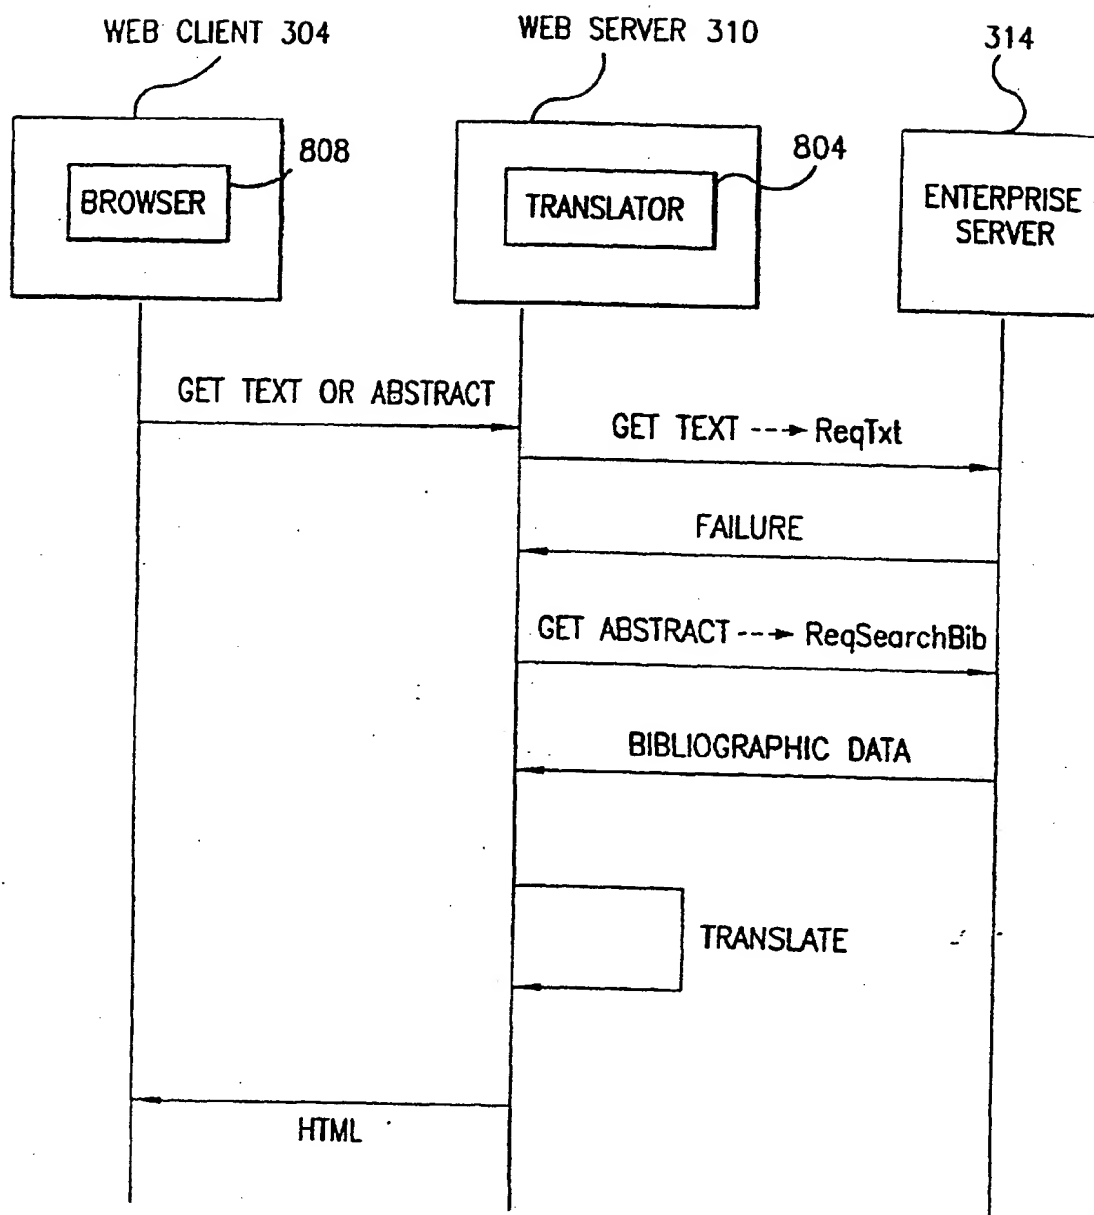 WEB CLIENT 304
WEB SERVER 310
314
808
804
BROWSER
TRANSLATOR
ENTERPRISE
SERVER
GET TEXT OR ABSTRACT
GET TEXT ---→ ReqTxt
FAILURE
GET ABSTRACT ---→ ReqSearchBib
BIBLIOGRAPHIC DATA
TRANSLATE
HTML